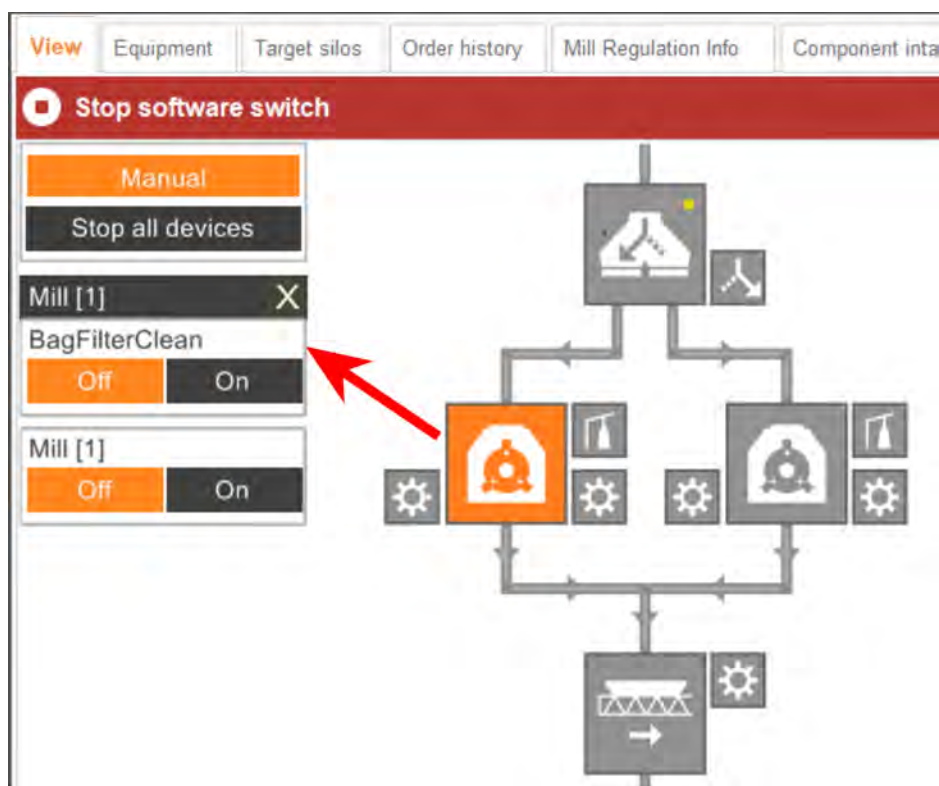 View Equipment Target silos Order history Mill Regulation Info Component inta
Stop software switch
Manual
Stop all devices
Mill [1] X
BagFilterClean
Off On
Mill [1]
Off On